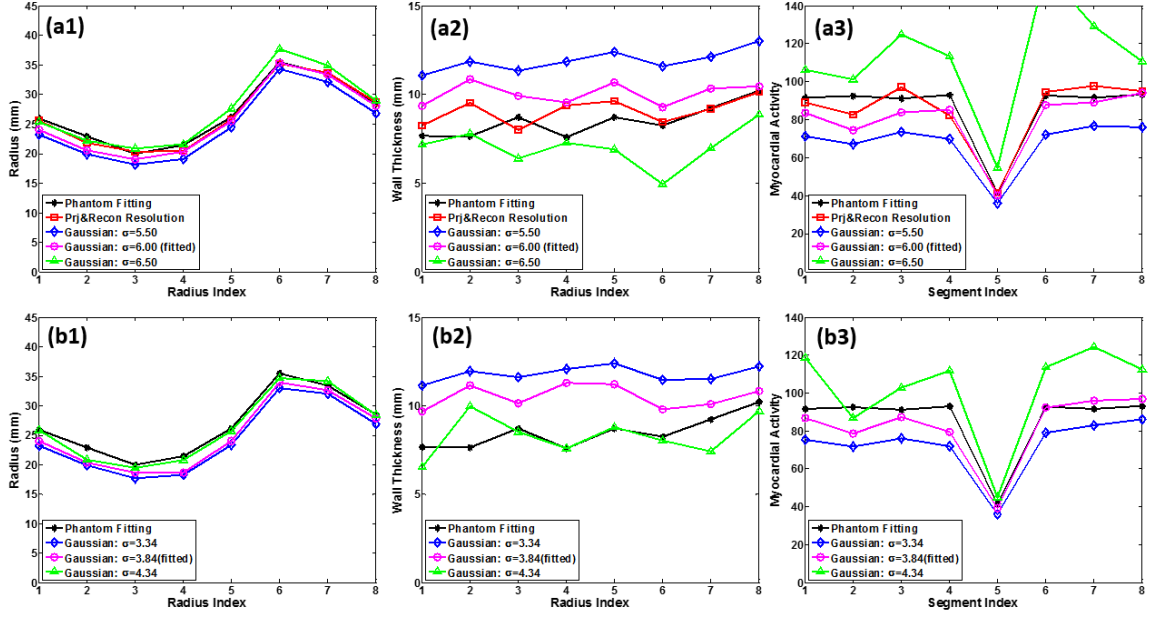 (a1)
45
40
35
30
25
20
15
10
5
0
Radius (mm)
Phantom Fitting
Prj&Recon Resolution
Gaussian: σ=5.50
Gaussian: σ=6.00 (fitted)
Gaussian: σ=6.50
1 2 3 4 5 6 7 8
Radius Index
(a2)
15
10
5
0
Wall Thickness (mm)
Phantom Fitting
Prj&Recon Resolution
Gaussian: σ=5.50
Gaussian: σ=6.00 (fitted)
Gaussian: σ=6.50
1 2 3 4 5 6 7 8
Radius Index
(a3)
140
120
100
80
60
40
20
0
Myocardial Activity
Phantom Fitting
Prj&Recon Resolution
Gaussian: σ=5.50
Gaussian: σ=6.00 (fitted)
Gaussian: σ=6.50
1 2 3 4 5 6 7 8
Segment Index
(b1)
45
40
35
30
25
20
15
10
5
0
Radius (mm)
Phantom Fitting
Gaussian: σ=3.34
Gaussian: σ=3.84(fitted)
Gaussian: σ=4.34
1 2 3 4 5 6 7 8
Radius Index
(b2)
15
10
5
0
Wall Thickness (mm)
Phantom Fitting
Gaussian: σ=3.34
Gaussian: σ=3.84(fitted)
Gaussian: σ=4.34
1 2 3 4 5 6 7 8
Radius Index
(b3)
140
120
100
80
60
40
20
0
Myocardial Activity
Phantom Fitting
Gaussian: σ=3.34
Gaussian: σ=3.84(fitted)
Gaussian: σ=4.34
1 2 3 4 5 6 7 8
Segment Index